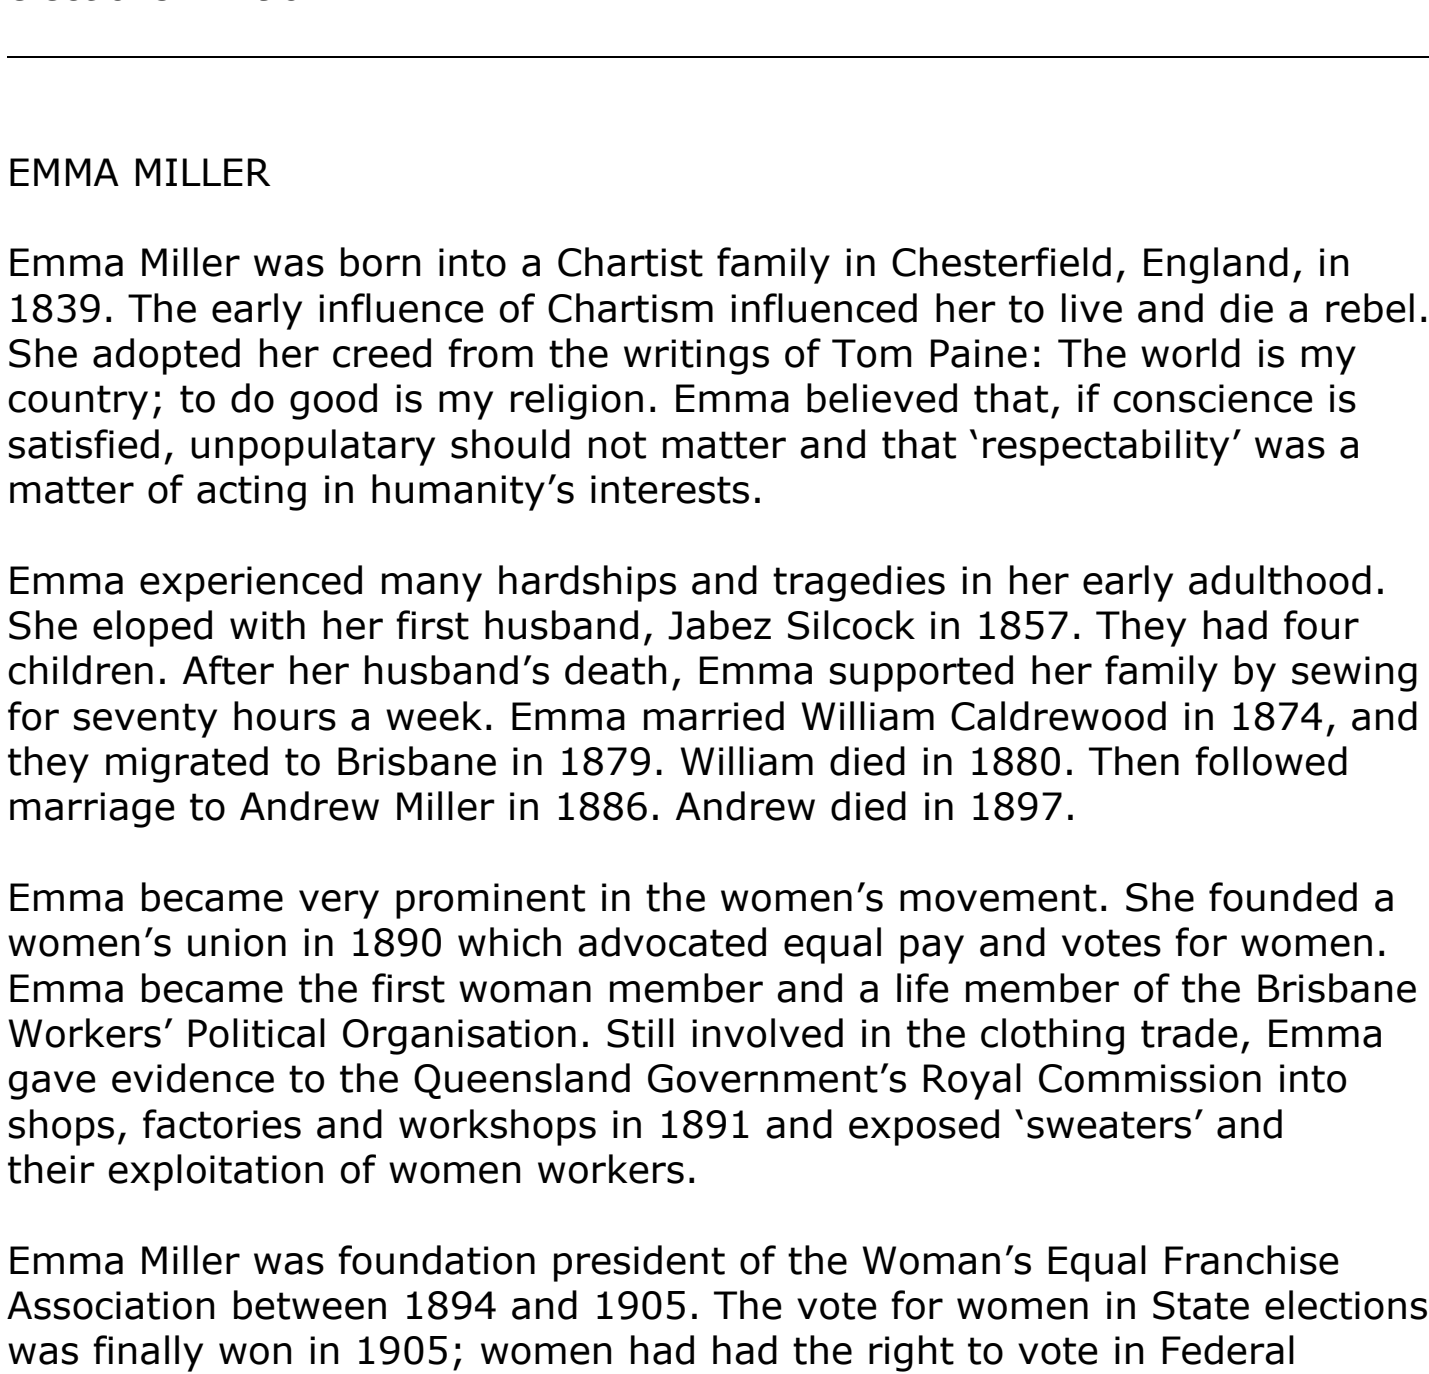 EMMA MILLER
Emma Miller was born into a Chartist family in Chesterfield, England, in
1839. The early influence of Chartism influenced her to live and die a rebel.
She adopted her creed from the writings of Tom Paine: The world is my
country; to do good is my religion. Emma believed that, if conscience is
satisfied, unpopulatary should not matter and that ‘respectability’ was a
matter of acting in humanity’s interests.
Emma experienced many hardships and tragedies in her early adulthood.
She eloped with her first husband, Jabez Silcock in 1857. They had four
children. After her husband’s death, Emma supported her family by sewing
for seventy hours a week. Emma married William Caldrewood in 1874, and
they migrated to Brisbane in 1879. William died in 1880. Then followed
marriage to Andrew Miller in 1886. Andrew died in 1897.
Emma became very prominent in the women’s movement. She founded a
women’s union in 1890 which advocated equal pay and votes for women.
Emma became the first woman member and a life member of the Brisbane
Workers’ Political Organisation. Still involved in the clothing trade, Emma
gave evidence to the Queensland Government’s Royal Commission into
shops, factories and workshops in 1891 and exposed ‘sweaters’ and
their exploitation of women workers.
Emma Miller was foundation president of the Woman’s Equal Franchise
Association between 1894 and 1905. The vote for women in State elections
was finally won in 1905; women had had the right to vote in Federal